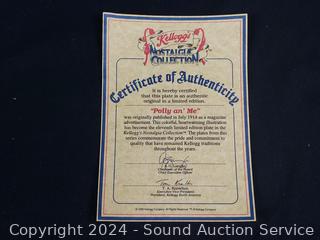 Kellogg's
NOSTALGIA
COLLECTION
Certificate of Authenticity
It is hereby certified
that this plate is an authentic
original in a limited edition.
"Polly an' Me"
was originally published in July 1914 as a magazine
advertisement. This colorful, heartwarming illustration
has become the eleventh limited edition plate in the
Kellogg's Nostalgia Collection™. The plates from this
series commemorate the pride and commitment to
quality that have remained Kellogg traditions
throughout the years.
Chairman of the Board
Chief Executive Officer
Executive Vice President
President, Kellogg North America
Copyright 2024 - Sound Auction Service